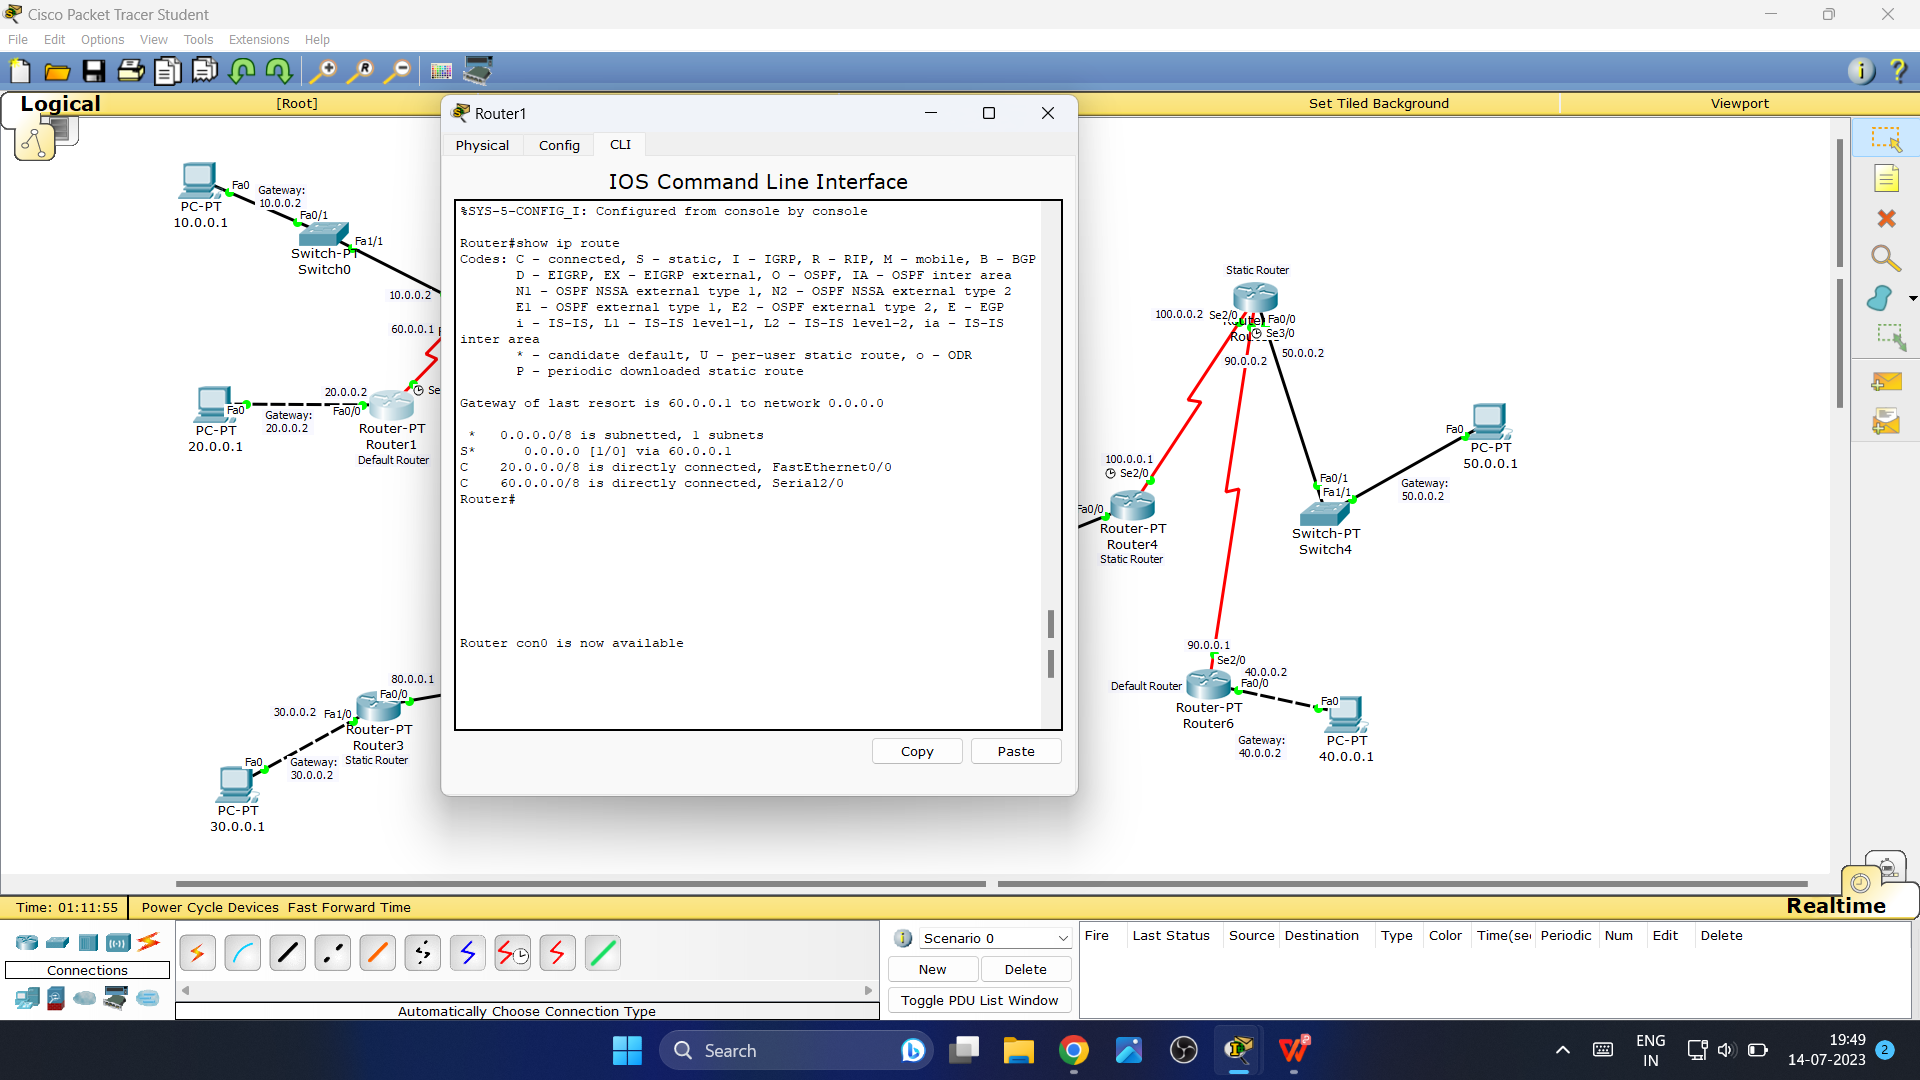 Cisco Packet Tracer Student
File Edit Options View Tools Extensions Help
Logical
[Root]
Set Tiled Background
Viewport
Router1
Physical Config CLI
IOS Command Line Interface
%SYS-5-CONFIG_I: Configured from console by console
Router#show ip route
Codes: C - connected, S - static, I - IGRP, R - RIP, M - mobile, B - BGP
D - EIGRP, EX - EIGRP external, O - OSPF, IA - OSPF inter area
N1 - OSPF NSSA external type 1, N2 - OSPF NSSA external type 2
E1 - OSPF external type 1, E2 - OSPF external type 2, E - EGP
i - IS-IS, L1 - IS-IS level-1, L2 - IS-IS level-2, ia - IS-IS
inter area
* - candidate default, U - per-user static route, o - ODR
P - periodic downloaded static route
Gateway of last resort is 60.0.0.1 to network 0.0.0.0
* 0.0.0.0/8 is subnetted, 1 subnets
S* 0.0.0.0 [1/0] via 60.0.0.1
C 20.0.0.0/8 is directly connected, FastEthernet0/0
C 60.0.0.0/8 is directly connected, Serial2/0
Router#
Router con0 is now available
Copy
Paste
Fa0
Gateway:
10.0.0.2
PC-PT
10.0.0.1
Fa0/1
Fa1/1
Switch-PT
Switch0
10.0.0.2
60.0.0.1
Se
20.0.0.2
Fa0
Gateway:
20.0.0.2
Fa0/0
PC-PT
20.0.0.1
Router-PT
Router1
Default Router
80.0.0.1
Fa0/0
30.0.0.2
Fa1/0
Router-PT
Router3
Static Router
Fa0
Gateway:
30.0.0.2
PC-PT
30.0.0.1
Static Router
100.0.0.2
Se2/0
Fa0/0
Se3/0
50.0.0.2
90.0.0.2
Fa0
PC-PT
50.0.0.1
Gateway:
50.0.0.2
Fa0/1
Fa1/1
Switch-PT
Switch4
100.0.0.1
Se2/0
Fa0/0
Router-PT
Router4
Static Router
90.0.0.1
Se2/0
40.0.0.2
Fa0/0
Default Router
Router-PT
Router6
Fa0
Gateway:
40.0.0.2
PC-PT
40.0.0.1
Time: 01:11:55
Power Cycle Devices Fast Forward Time
Realtime
Connections
Automatically Choose Connection Type
Scenario 0
New
Delete
Toggle PDU List Window
Fire Last Status Source Destination Type Color Time(sec Periodic Num Edit Delete
Search
ENG
IN
19:49
14-07-2023
2